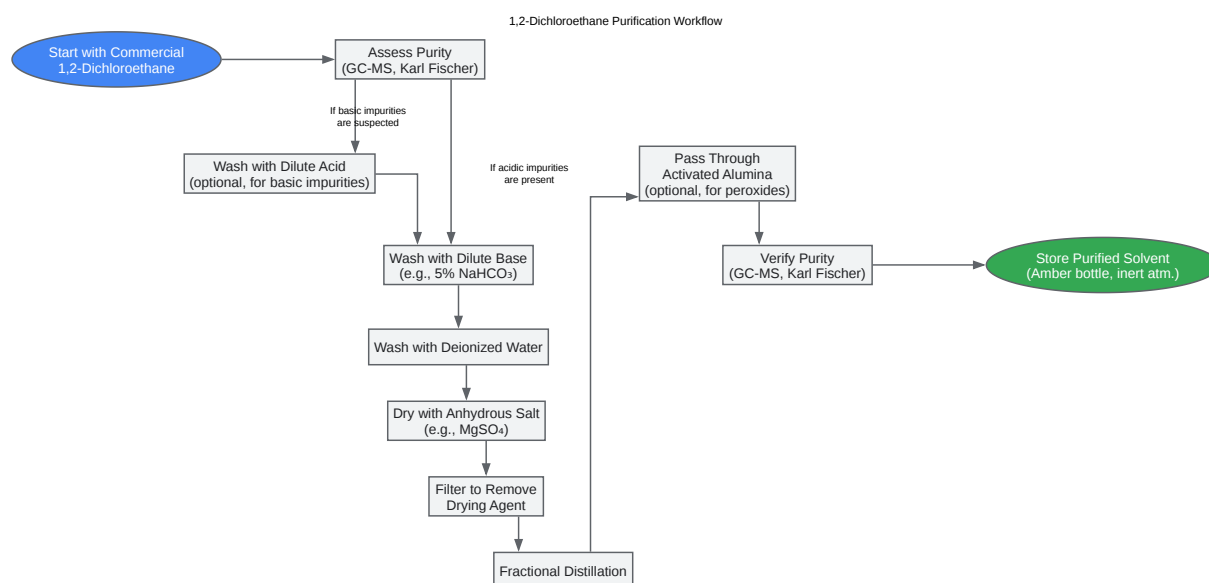 1,2-Dichloroethane Purification Workflow
Start with Commercial
1,2-Dichloroethane
Assess Purity
(GC-MS, Karl Fischer)
If basic impurities
are suspected
Wash with Dilute Acid
(optional, for basic impurities)
If acidic impurities
are present
Wash with Dilute Base
(e.g., 5% NaHCO₃)
Wash with Deionized Water
Dry with Anhydrous Salt
(e.g., MgSO₄)
Filter to Remove
Drying Agent
Fractional Distillation
Pass Through
Activated Alumina
(optional, for peroxides)
Verify Purity
(GC-MS, Karl Fischer)
Store Purified Solvent
(Amber bottle, inert atm.)